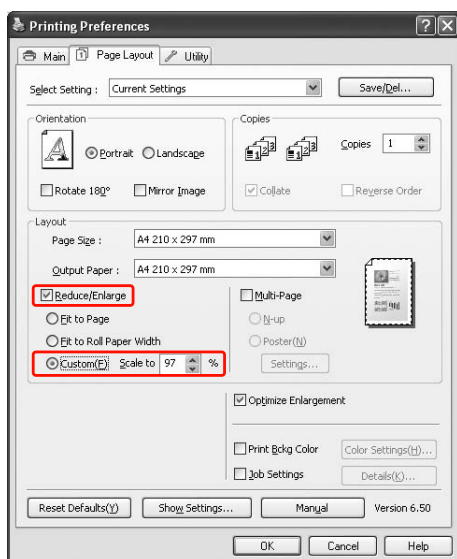 Printing Preferences
Main Page Layout Utility
Select Setting : Current Settings Save/Del...
Orientation
Portrait Landscape
Rotate 180° Mirror Image
Copies
Copies 1
Collate Reverse Order
Layout
Page Size : A4 210 x 297 mm
Output Paper : A4 210 x 297 mm
Reduce/Enlarge
Fit to Page
Fit to Roll Paper Width
Custom(F) Scale to 97 %
Multi-Page
N-up
Poster(N)
Settings...
Optimize Enlargement
Print Bckg Color Color Settings(H)...
Job Settings Details(K)...
Reset Defaults(Y) Show Settings... Manual Version 6.50
OK Cancel Help